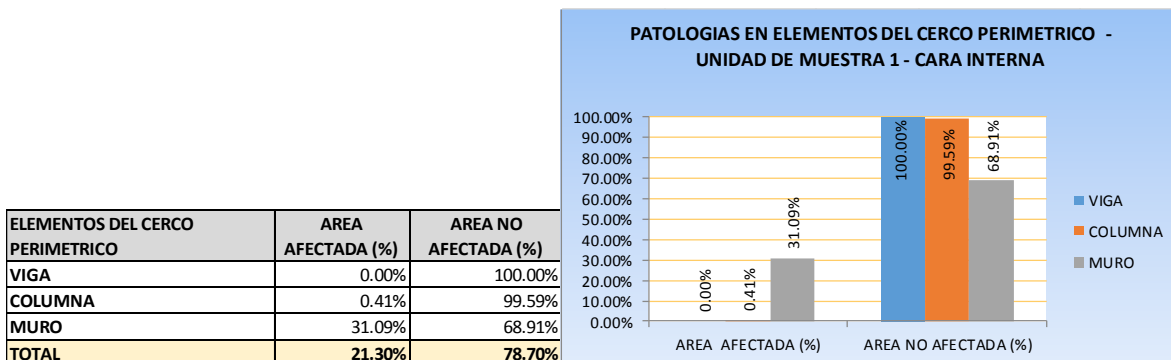 ELEMENTOS DEL CERCO PERIMETRICO AREA AFECTADA (%) AREA NO AFECTADA (%)
VIGA 0.00% 100.00%
COLUMNA 0.41% 99.59%
MURO 31.09% 68.91%
TOTAL 21.30% 78.70%
PATOLOGIAS EN ELEMENTOS DEL CERCO PERIMETRICO -
UNIDAD DE MUESTRA 1 - CARA INTERNA
100.00%
90.00%
80.00%
70.00%
60.00%
50.00%
40.00%
30.00%
20.00%
10.00%
0.00%
0.00%
0.41%
31.09%
100.00%
99.59%
68.91%
AREA AFECTADA (%)
AREA NO AFECTADA (%)
VIGA
COLUMNA
MURO